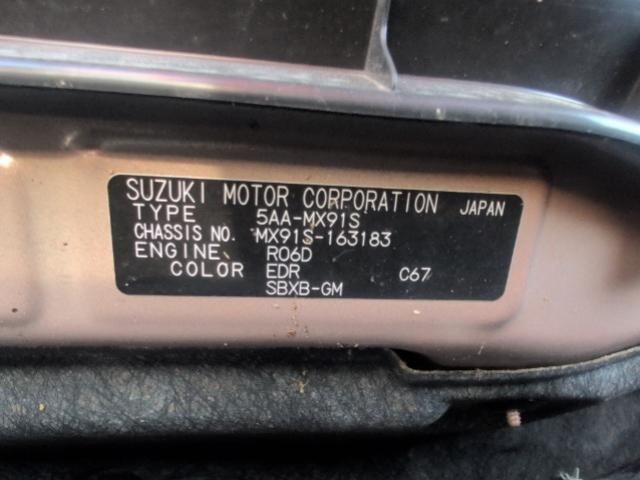 SUZUKI MOTOR CORPORATION JAPAN
TYPE 5AA-MX91S
CHASSIS NO. MX91S-163183
ENGINE R06D
COLOR EDR C67
SBXB-GM